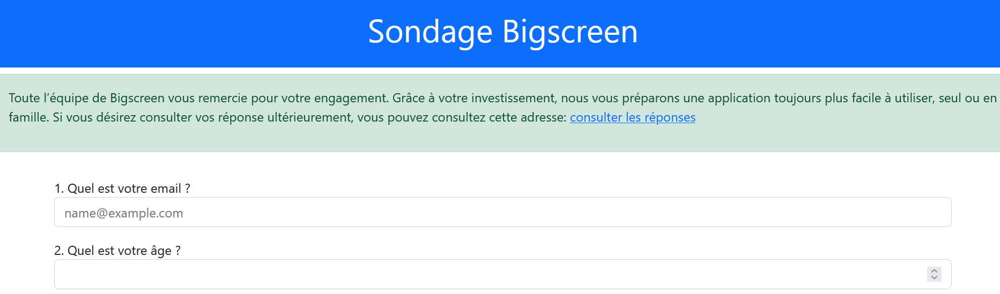 Sondage Bigscreen
Toute l’équipe de Bigscreen vous remercie pour votre engagement. Grâce à votre investissement, nous vous préparons une application toujours plus facile à utiliser, seul ou en
famille. Si vous désirez consulter vos réponse ultérieurement, vous pouvez consultez cette adresse: consulter les réponses
1. Quel est votre email ?
name@example.com
2. Quel est votre âge ?